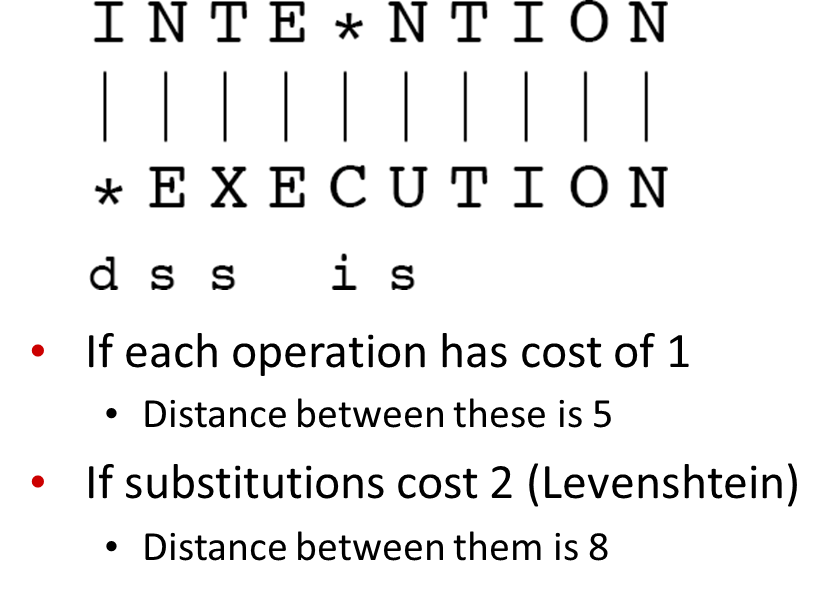 I N T E * N T I O N
| | | | | | | | | |
* E X E C U T I O N
d s s i s
• If each operation has cost of 1
• Distance between these is 5
• If substitutions cost 2 (Levenshtein)
• Distance between them is 8